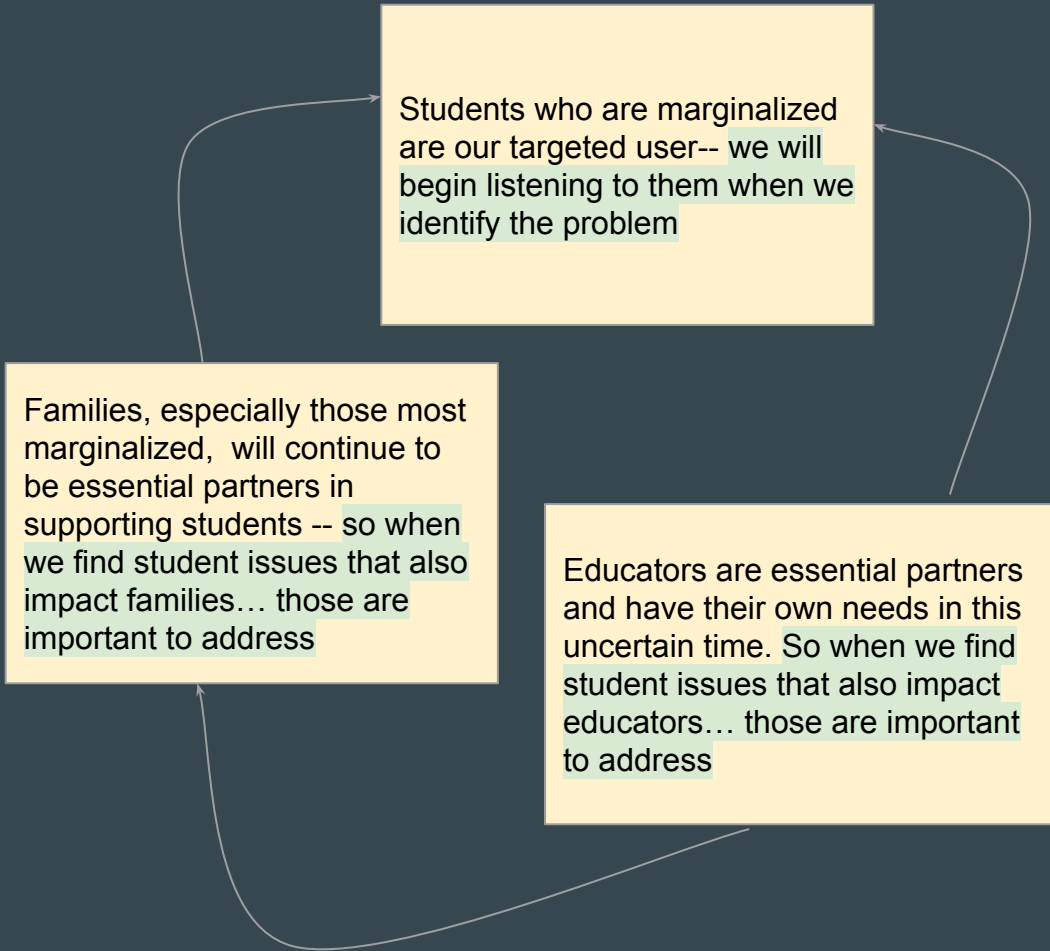 Students who are marginalized
are our targeted user-- we will
begin listening to them when we
identify the problem
Families, especially those most
marginalized,  will continue to
be essential partners in
supporting students -- so when
we find student issues that also
impact families… those are
important to address
Educators are essential partners
and have their own needs in this
uncertain time. So when we find
student issues that also impact
educators… those are important
to address